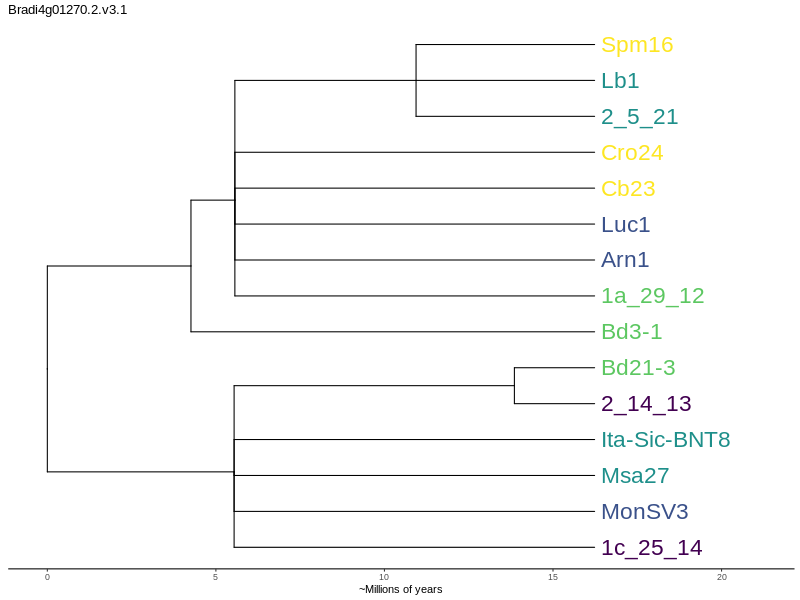 Bradi4g01270.2.v3.1
Spm16
Lb1
2_5_21
Cro24
Cb23
Luc1
Arn1
1a_29_12
Bd3-1
Bd21-3
2_14_13
Ita-Sic-BNT8
Msa27
MonSV3
1c_25_14
0 5 10 15 20
~Millions of years